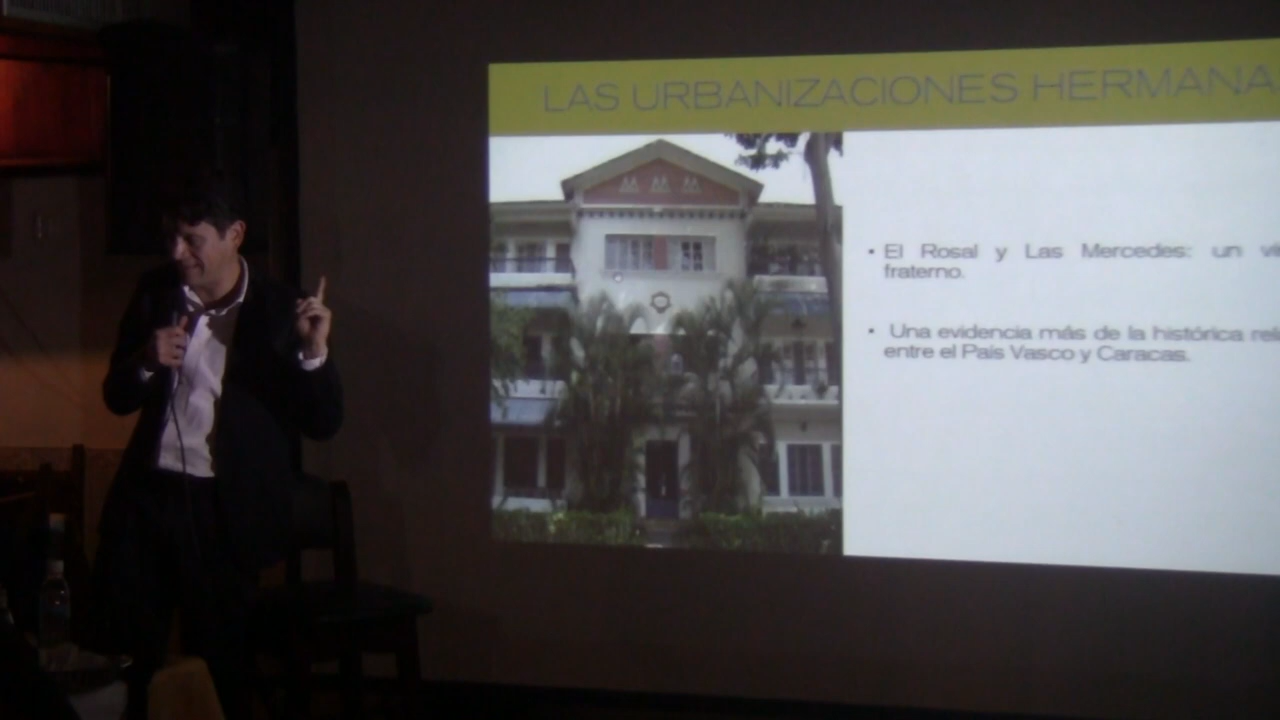 LAS URBANIZACIONES HERMANA
• El Rosal y Las Mercedes: un
fraterno.
• Una evidencia más de la histórica
entre el País Vasco y Caracas.